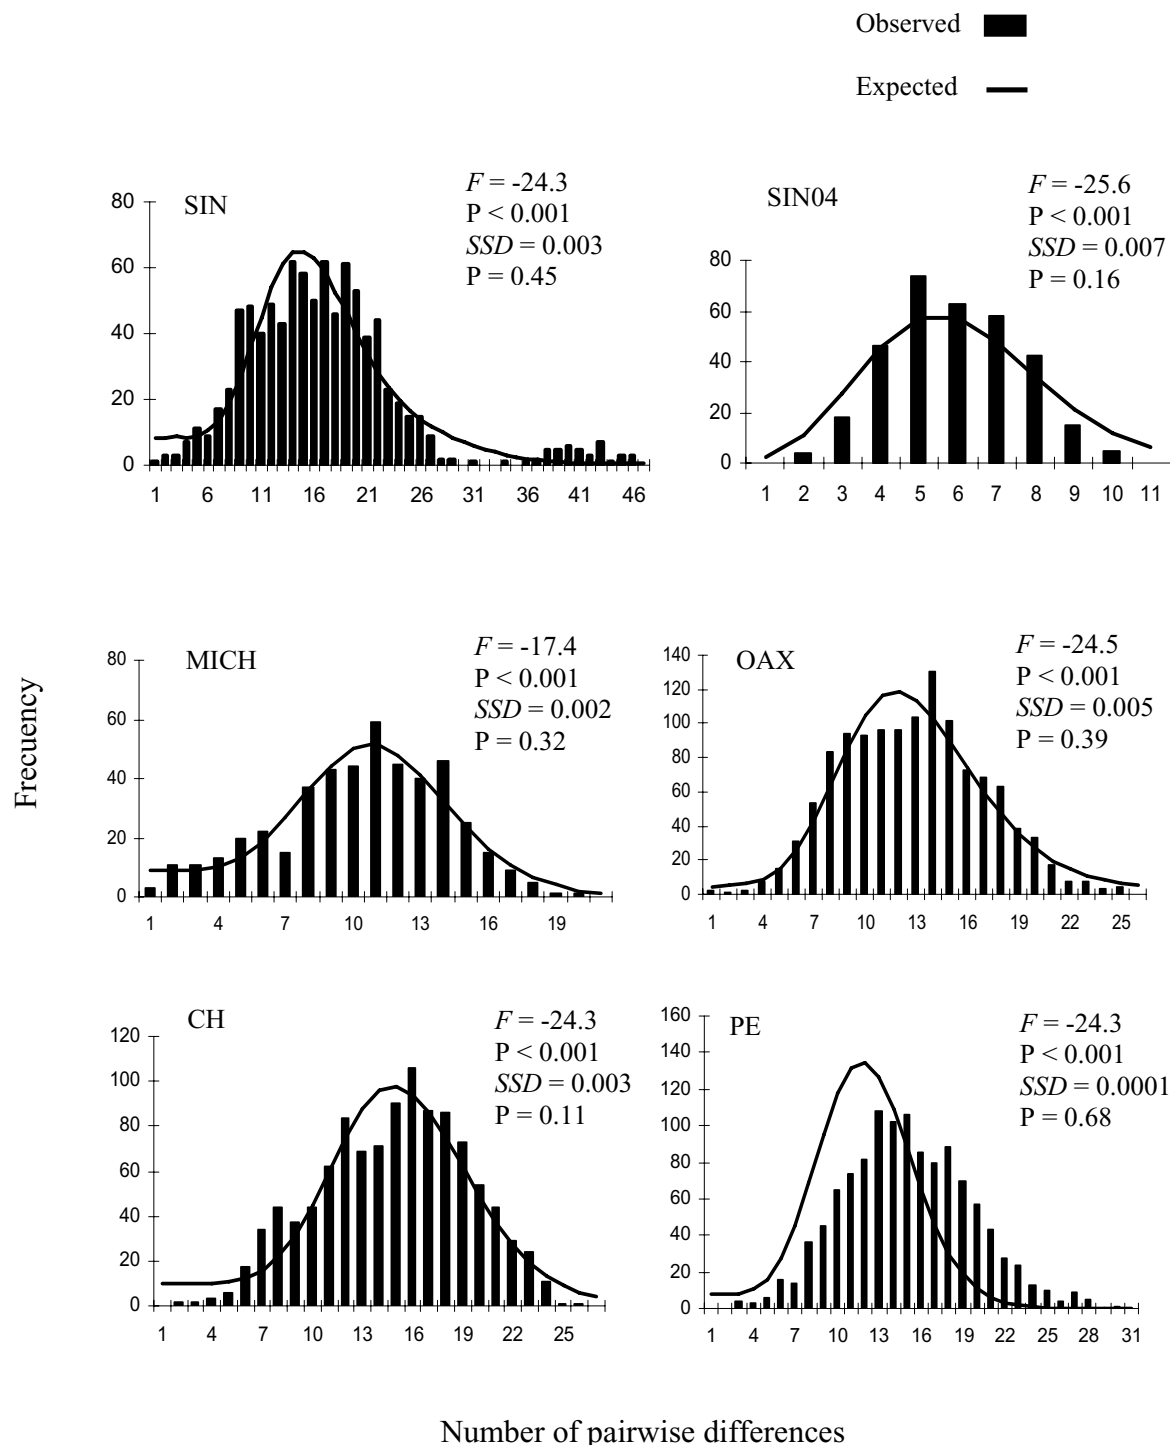 Observed
Expected
SIN
F = -24.3
P < 0.001
SSD = 0.003
P = 0.45
80
60
40
20
0
1 6 11 16 21 26 31 36 41 46
SIN04
F = -25.6
P < 0.001
SSD = 0.007
P = 0.16
80
60
40
20
0
1 2 3 4 5 6 7 8 9 10 11
Frecuency
MICH
F = -17.4
P < 0.001
SSD = 0.002
P = 0.32
80
60
40
20
0
1 4 7 10 13 16 19
OAX
F = -24.5
P < 0.001
SSD = 0.005
P = 0.39
140
120
100
80
60
40
20
0
1 4 7 10 13 16 19 22 25
CH
F = -24.3
P < 0.001
SSD = 0.003
P = 0.11
120
100
80
60
40
20
0
1 4 7 10 13 16 19 22 25
PE
F = -24.3
P < 0.001
SSD = 0.0001
P = 0.68
160
140
120
100
80
60
40
20
0
1 4 7 10 13 16 19 22 25 28 31
Number of pairwise differences